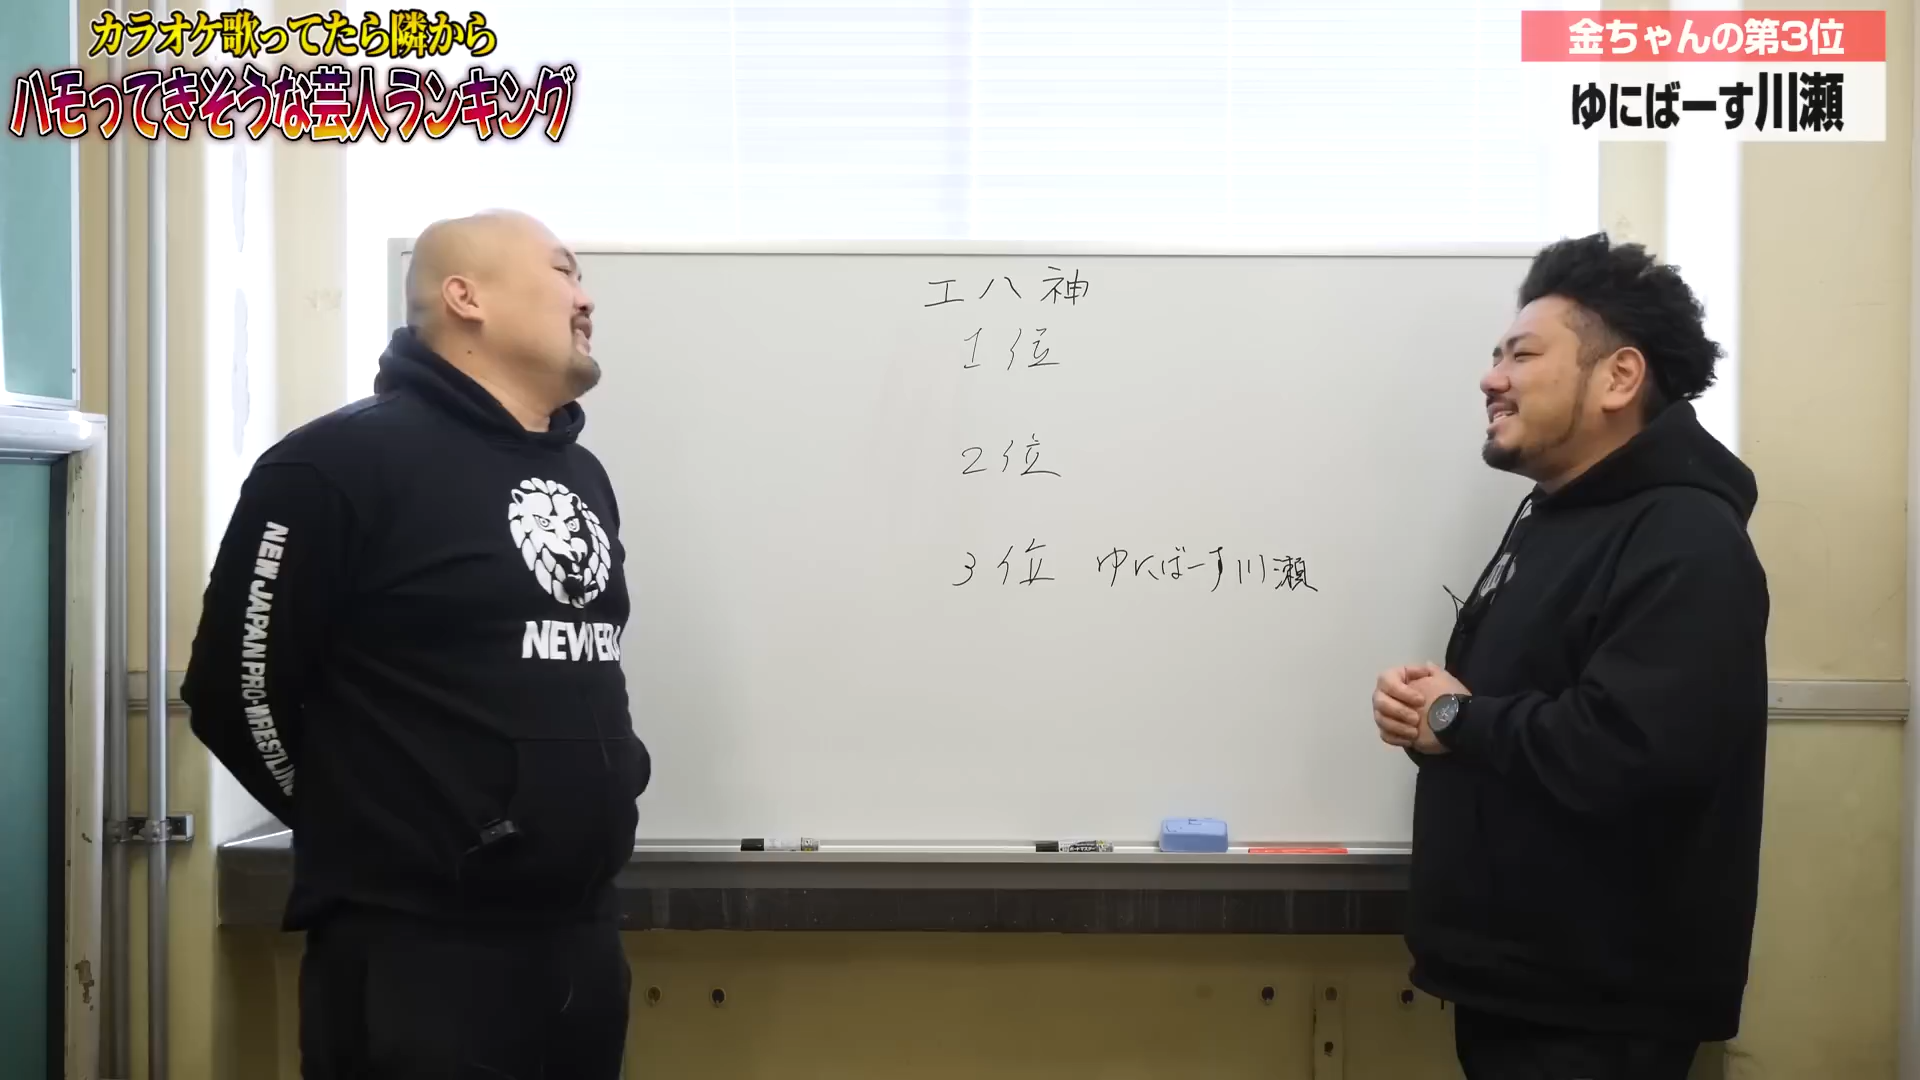 カラオケ歌ってたら隣から
ハモってきそうな芸人ランキング
金ちゃんの第3位
ゆにばーす川瀬
エハ神
1位
2位
3位 ゆにばーす川瀬
NEW JAPAN PRO-WRESTLING
NEW ERA